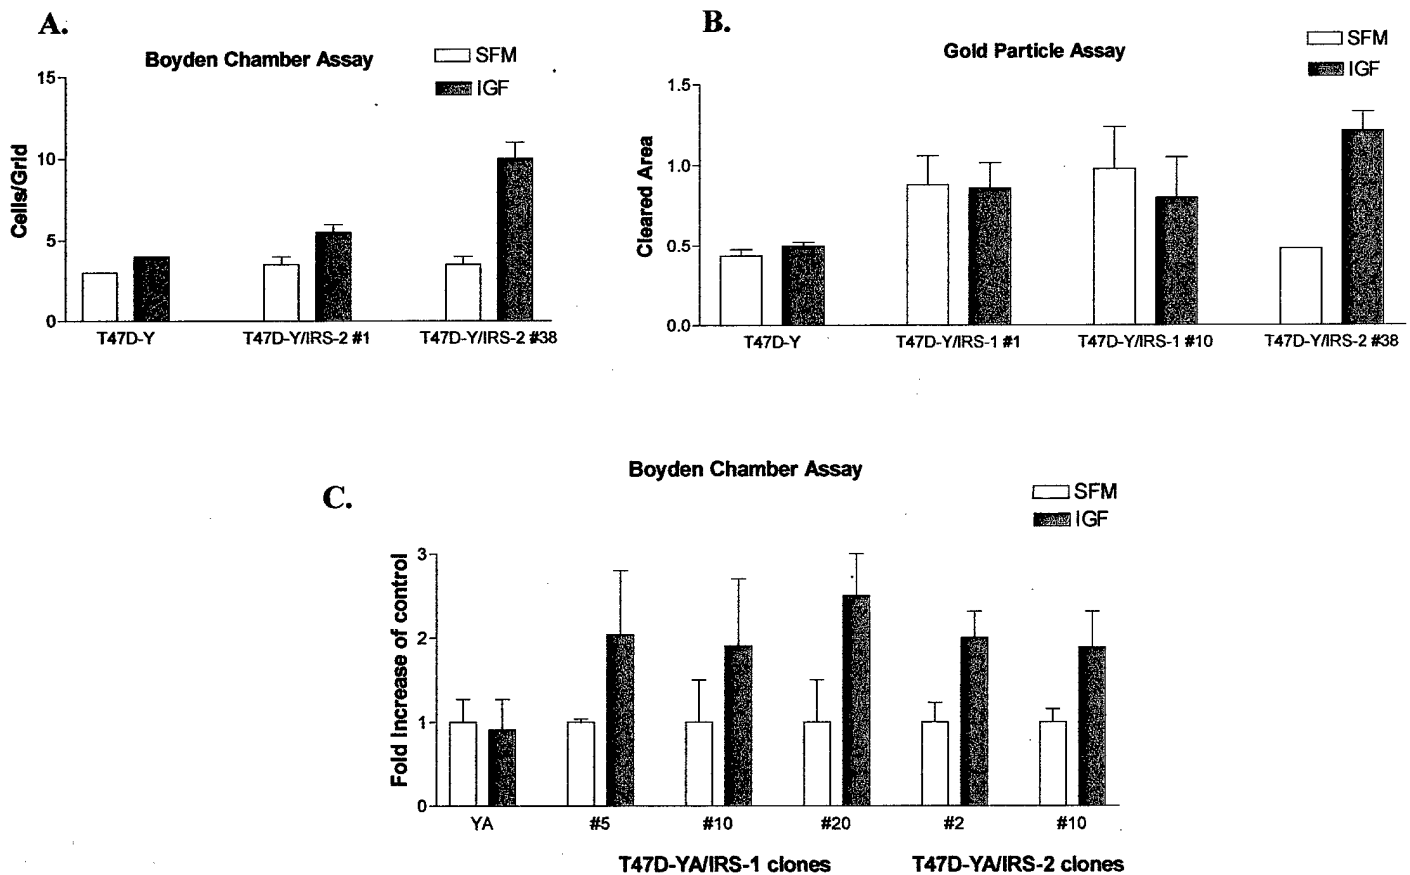 A.
Boyden Chamber Assay
SFM
IGF
Cells/Grid
15
10
5
0
T47D-Y
T47D-Y/IRS-2 #1
T47D-Y/IRS-2 #38
B.
Gold Particle Assay
SFM
IGF
Cleared Area
1.5
1.0
0.5
0.0
T47D-Y
T47D-Y/IRS-1 #1
T47D-Y/IRS-1 #10
T47D-Y/IRS-2 #38
C.
Boyden Chamber Assay
SFM
IGF
Fold Increase of control
3
2
1
0
YA
#5
#10
#20
#2
#10
T47D-YA/IRS-1 clones
T47D-YA/IRS-2 clones